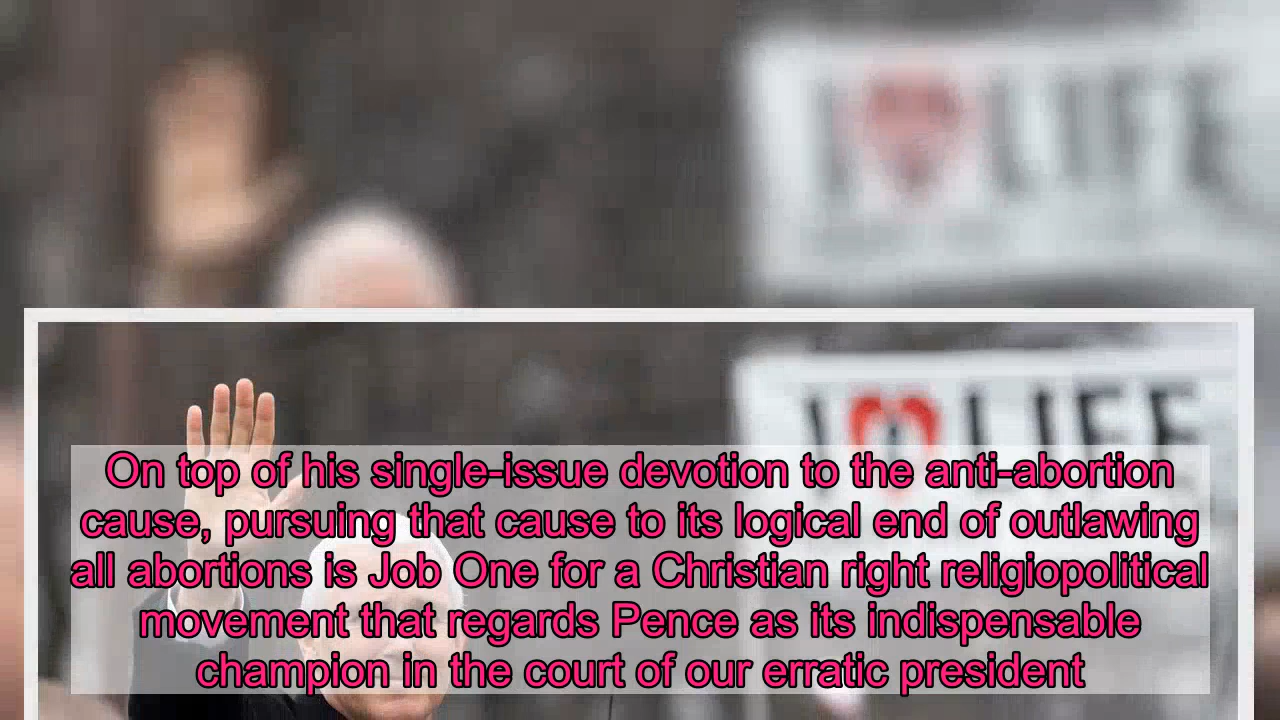 I LIFE
I LIFE
On top of his single-issue devotion to the anti-abortion
cause, pursuing that cause to its logical end of outlawing
all abortions is Job One for a Christian right religiopolitical
movement that regards Pence as its indispensable
champion in the court of our erratic president